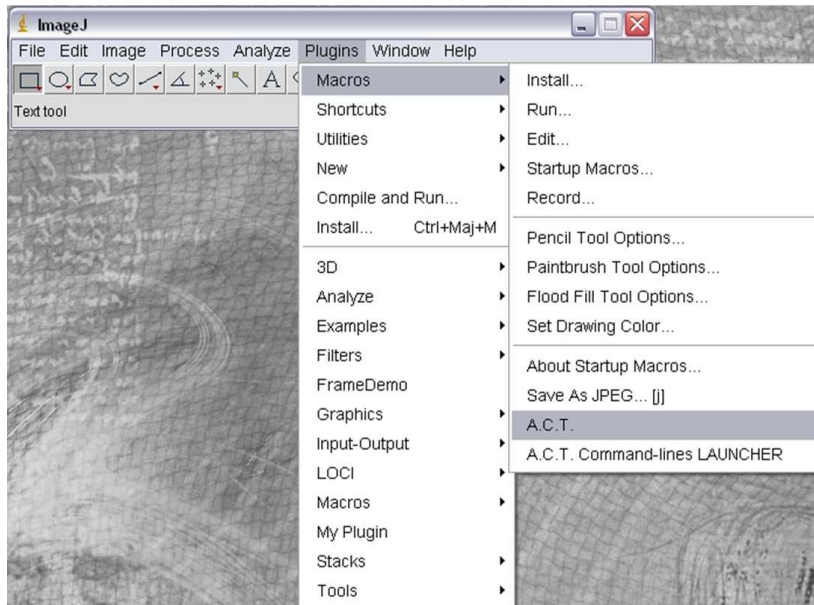 ImageJ
File Edit Image Process Analyze Plugins Window Help
A
Text tool
Macros
Shortcuts
Utilities
New
Compile and Run...
Install... Ctrl+Maj+M
3D
Analyze
Examples
Filters
FrameDemo
Graphics
Input-Output
LOCI
Macros
My Plugin
Stacks
Tools
Install...
Run...
Edit...
Startup Macros...
Record...
Pencil Tool Options...
Paintbrush Tool Options...
Flood Fill Tool Options...
Set Drawing Color...
About Startup Macros...
Save As JPEG... [j]
A.C.T.
A.C.T. Command-lines LAUNCHER